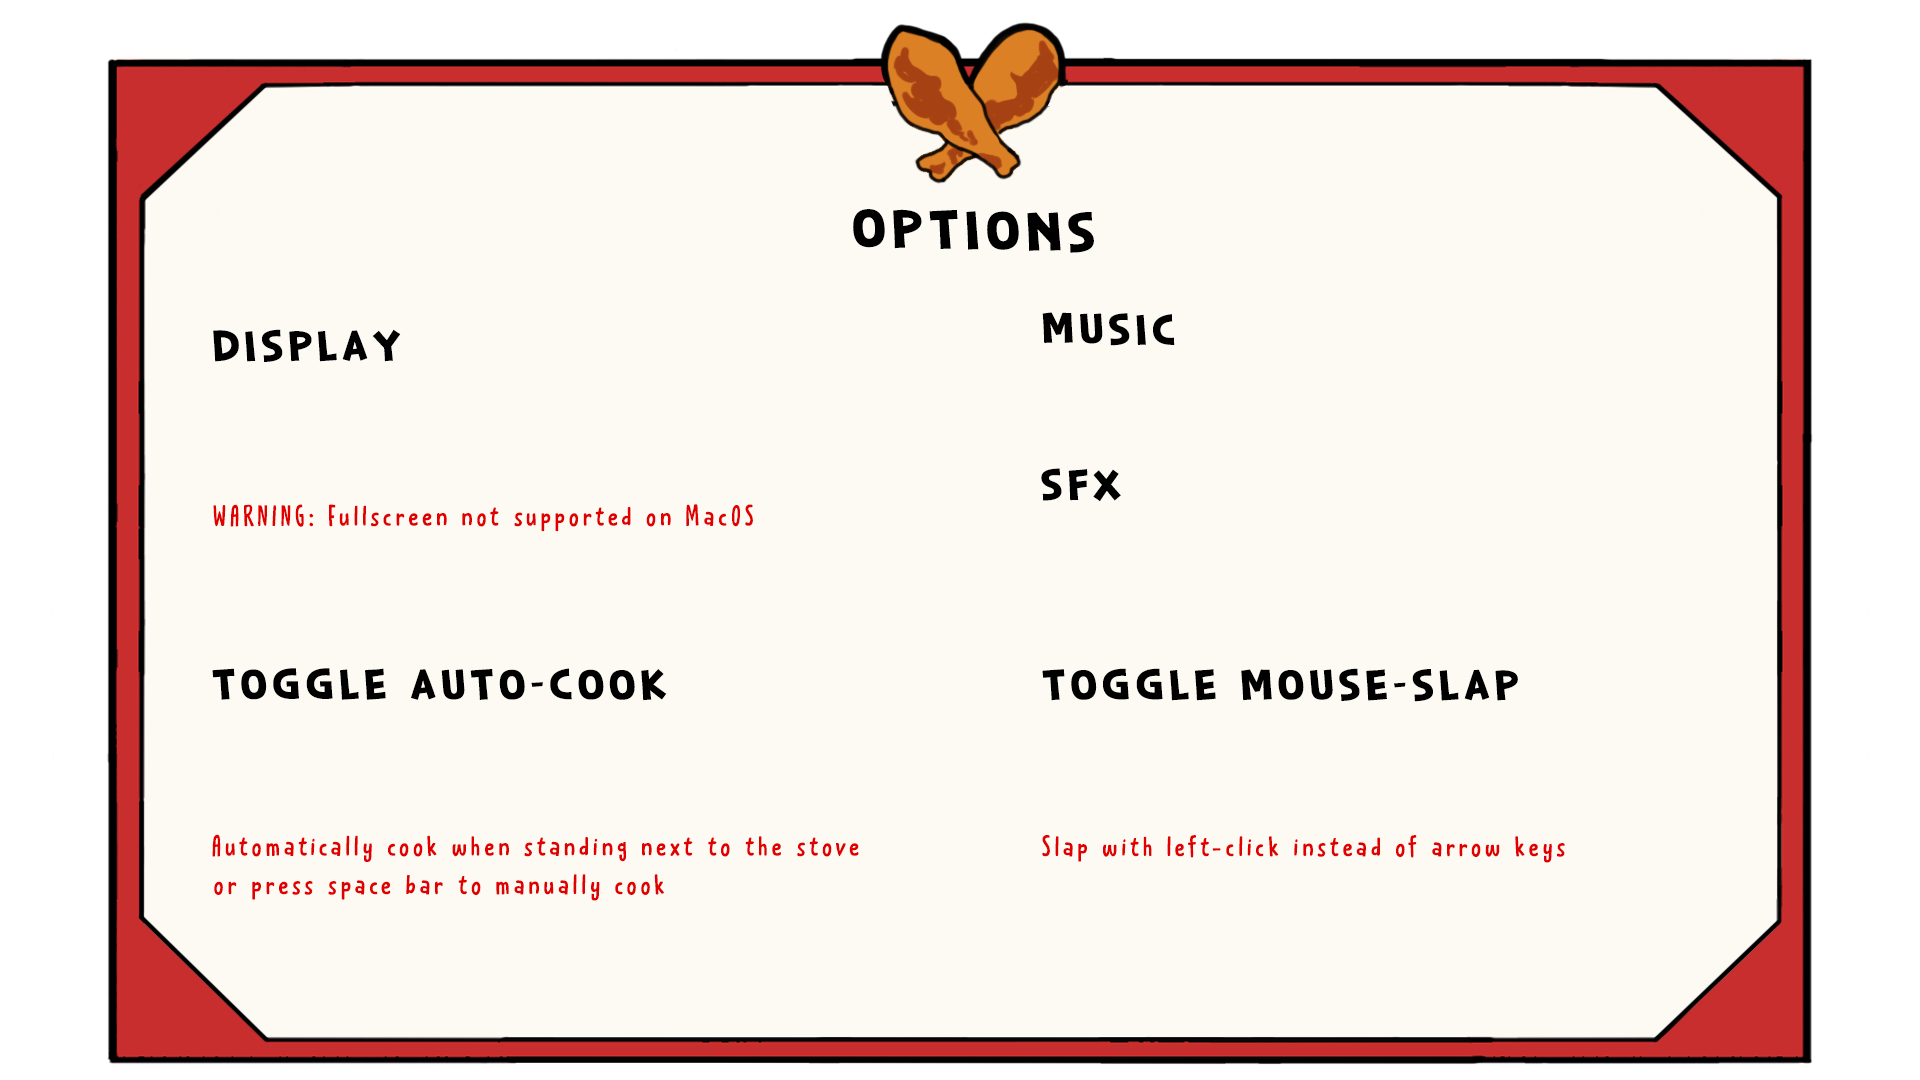 OPTIONS
DISPLAY
WARNING: Fullscreen not supported on MacOS
MUSIC
SFX
TOGGLE AUTO-COOK
Automatically cook when standing next to the stove
or press space bar to manually cook
TOGGLE MOUSE-SLAP
Slap with left-click instead of arrow keys